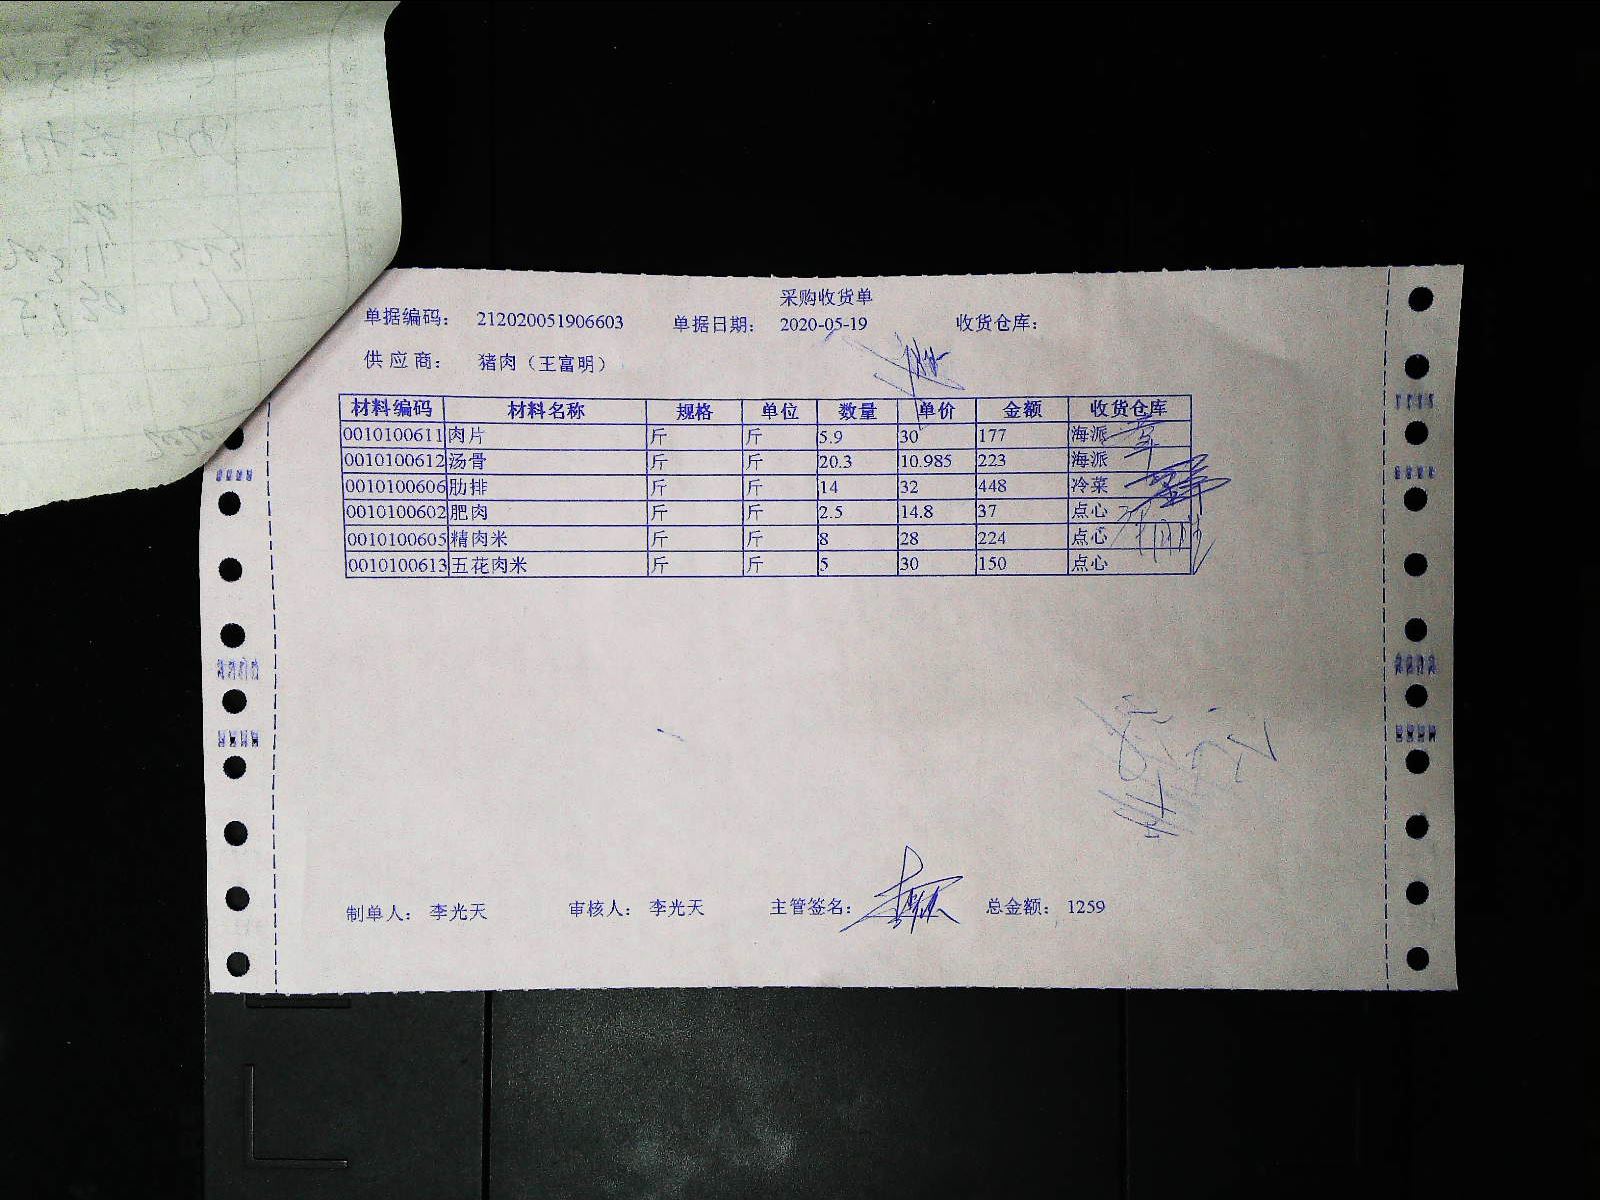 采购收货单
单据编码： 212020051906603 单据日期： 2020-05-19 收货仓库：
供应商： 猪肉（王富明）
材料编码 材料名称 规格 单位 数量 单价 金额 收货仓库
0010100611 肉片 斤 斤 5.9 30 177 海派
0010100612 汤骨 斤 斤 20.3 10.985 223 海派
0010100606 肋排 斤 斤 14 32 448 冷菜
0010100602 肥肉 斤 斤 2.5 14.8 37 点心
0010100605 精肉米 斤 斤 8 28 224 点心
0010100613 五花肉米 斤 斤 5 30 150 点心
制单人： 李光天 审核人： 李光天 主管签名： 总金额： 1259